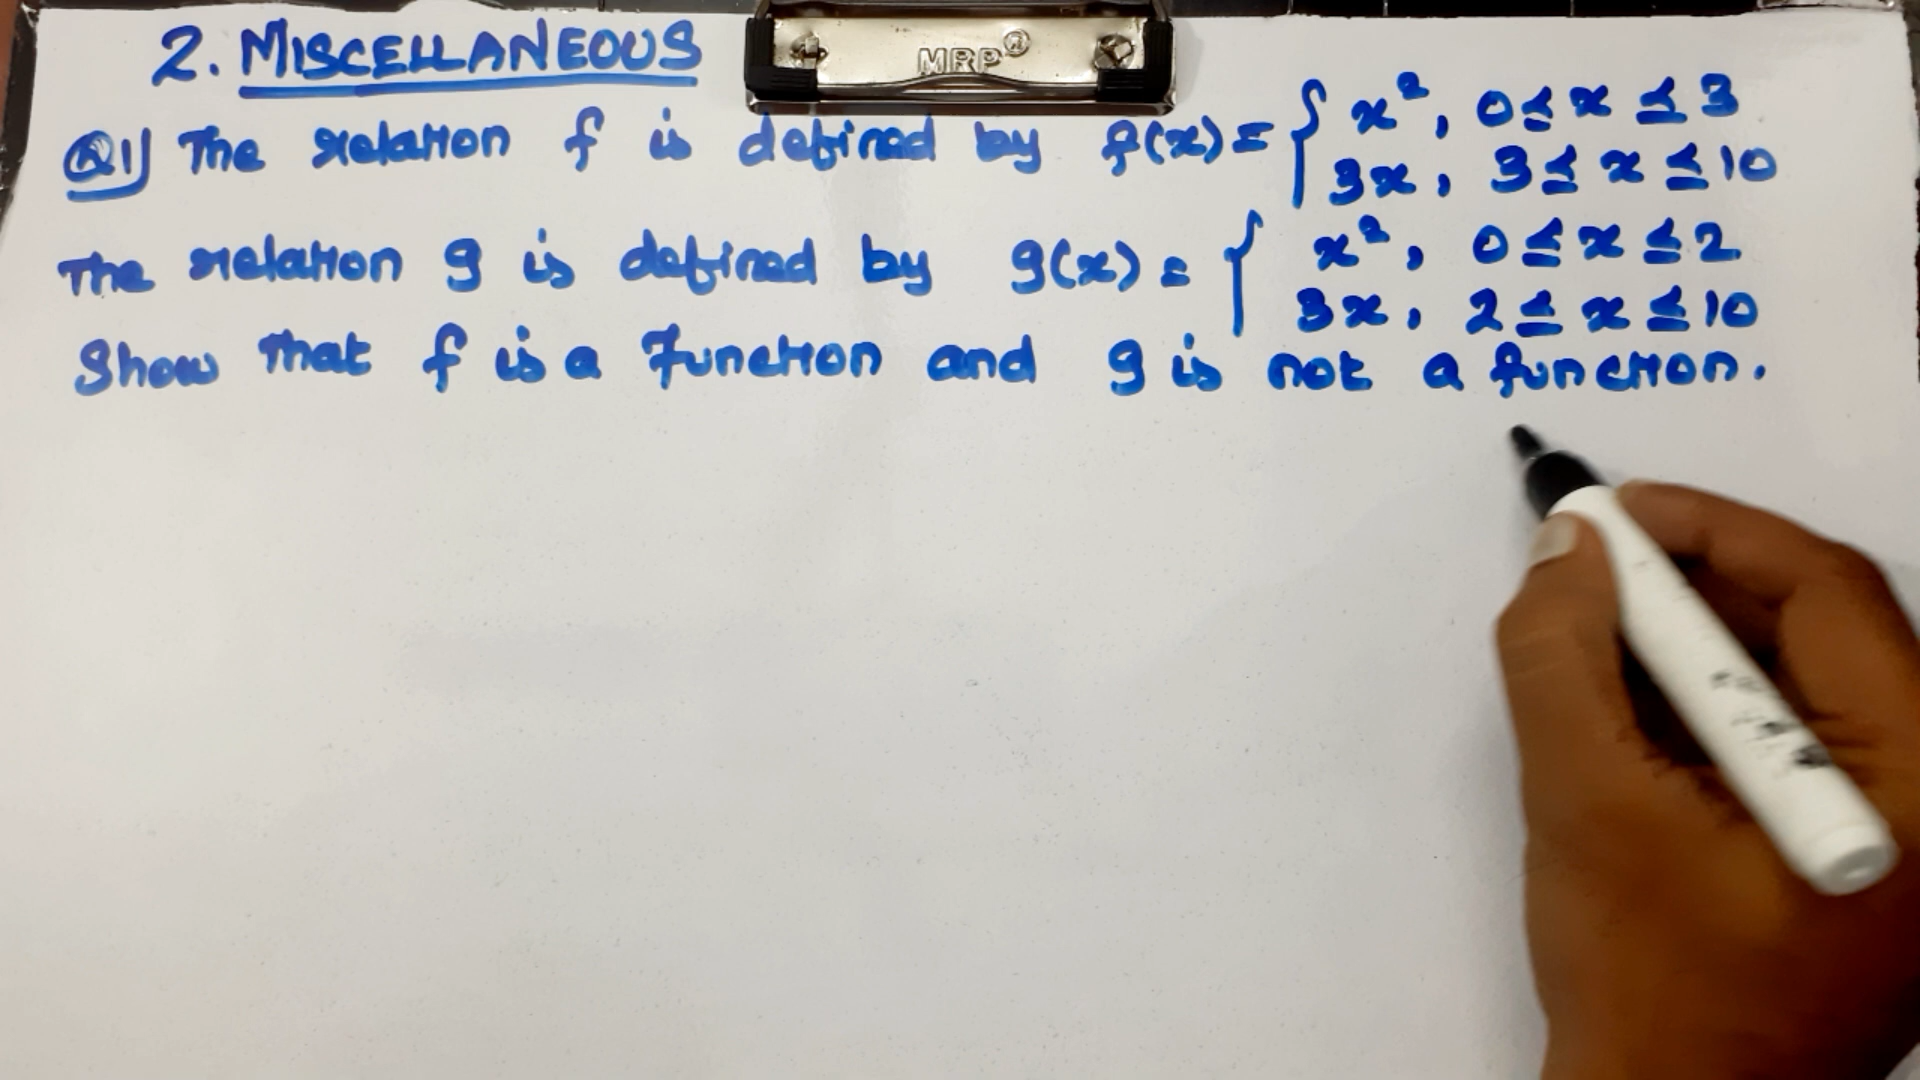 2. MISCELLANEOUS
MRP®
Q1) The relation f is defined by f(x) = { x², 0 ≤ x ≤ 3
3x, 3 ≤ x ≤ 10
The relation g is defined by g(x) = { x², 0 ≤ x ≤ 2
3x, 2 ≤ x ≤ 10
Show that f is a function and g is not a function.